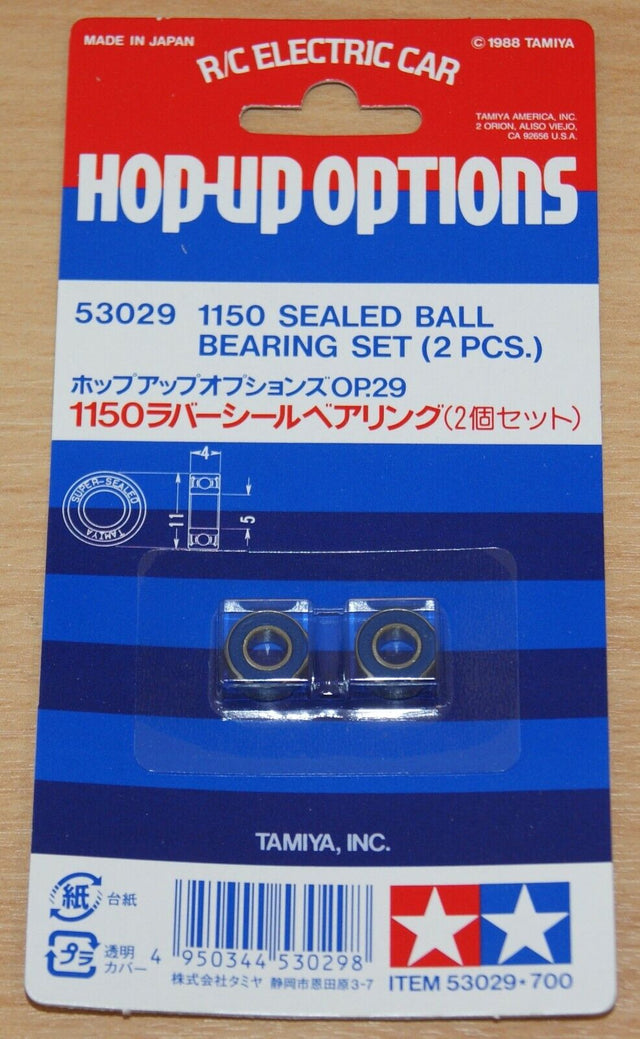 MADE IN JAPAN
© 1988 TAMIYA
R/C ELECTRIC CAR
TAMIYA AMERICA, INC.
2 ORION, ALISO VIEJO,
CA 92656 U.S.A.
HOP-UP OPTIONS
53029 1150 SEALED BALL
BEARING SET (2 PCS.)
ホップアップオプションズOP.29
1150ラバーシールベアリング(2個セット)
4
SUPER-SEALED
TAMIYA
11
5
TAMIYA, INC.
紙 台紙
プラ 透明
カバー
4 950344 530298
株式会社タミヤ 静岡市恩田原3-7
ITEM 53029・700